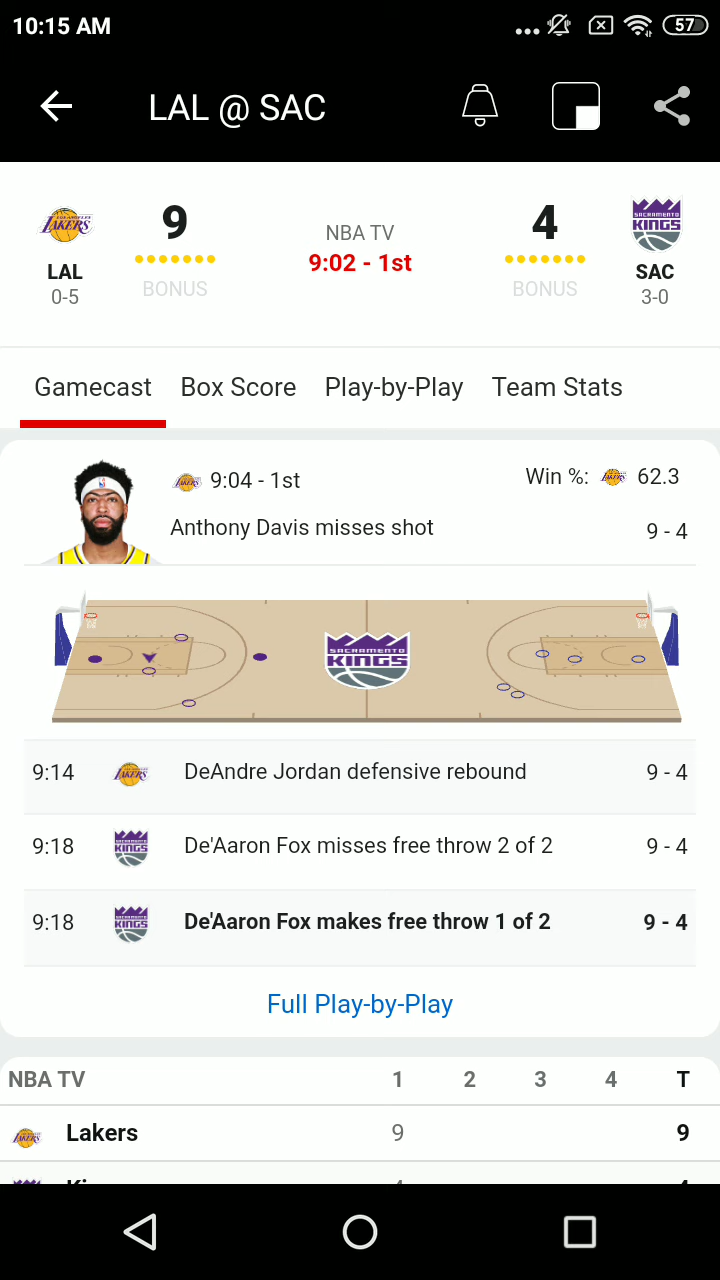 10:15 AM
57
LAL @ SAC
9
NBA TV
4
9:02 - 1st
LAL
BONUS
BONUS
SAC
0-5
3-0
Gamecast Box Score Play-by-Play Team Stats
9:04 - 1st
Win %: 62.3
Anthony Davis misses shot
9 - 4
SACRAMENTO
KINGS
9:14 DeAndre Jordan defensive rebound 9 - 4
9:18 De'Aaron Fox misses free throw 2 of 2 9 - 4
9:18 De'Aaron Fox makes free throw 1 of 2 9 - 4
Full Play-by-Play
NBA TV 1 2 3 4 T
Lakers 9 9